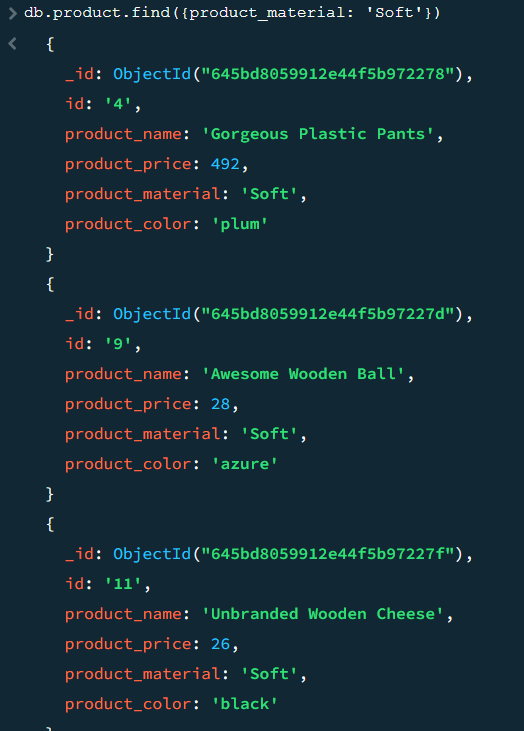 > db.product.find({product_material: 'Soft'})
< {
_id: ObjectId("645bd8059912e44f5b972278"),
id: '4',
product_name: 'Gorgeous Plastic Pants',
product_price: 492,
product_material: 'Soft',
product_color: 'plum'
}
{
_id: ObjectId("645bd8059912e44f5b97227d"),
id: '9',
product_name: 'Awesome Wooden Ball',
product_price: 28,
product_material: 'Soft',
product_color: 'azure'
}
{
_id: ObjectId("645bd8059912e44f5b97227f"),
id: '11',
product_name: 'Unbranded Wooden Cheese',
product_price: 26,
product_material: 'Soft',
product_color: 'black'
}